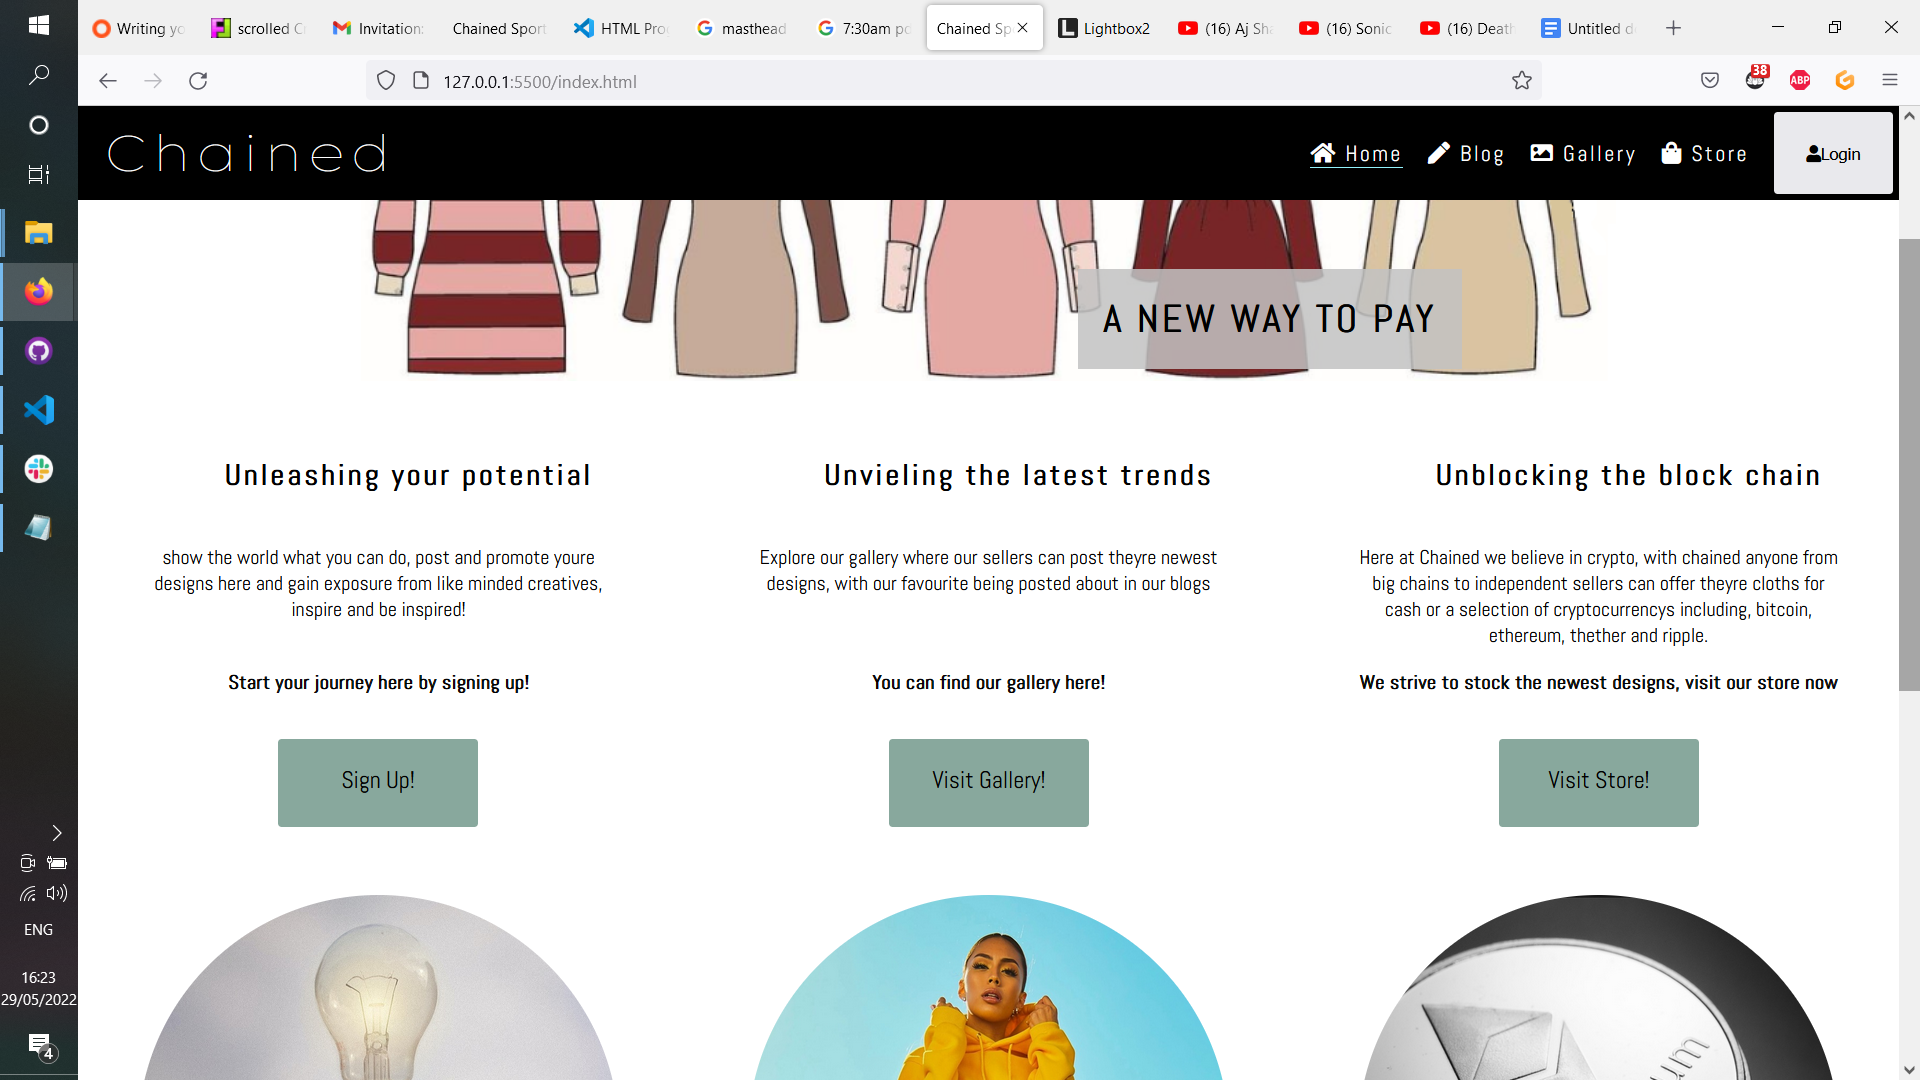 Writing yo
scrolled C
Invitation:
Chained Sport
HTML Pro
masthead
7:30am po
Chained Sp
Lightbox2
(16) Aj Sha
(16) Sonic
(16) Death
Untitled d
127.0.0.1:5500/index.html
38
ABP
Chained
Home
Blog
Gallery
Store
Login
A NEW WAY TO PAY
Unleashing your potential
show the world what you can do, post and promote youre
designs here and gain exposure from like minded creatives,
inspire and be inspired!
Start your journey here by signing up!
Sign Up!
Unvieling the latest trends
Explore our gallery where our sellers can post theyre newest
designs, with our favourite being posted about in our blogs
You can find our gallery here!
Visit Gallery!
Unblocking the block chain
Here at Chained we believe in crypto, with chained anyone from
big chains to independent sellers can offer theyre cloths for
cash or a selection of cryptocurrencys including, bitcoin,
ethereum, thether and ripple.
We strive to stock the newest designs, visit our store now
Visit Store!
um
ENG
16:23
29/05/2022
4